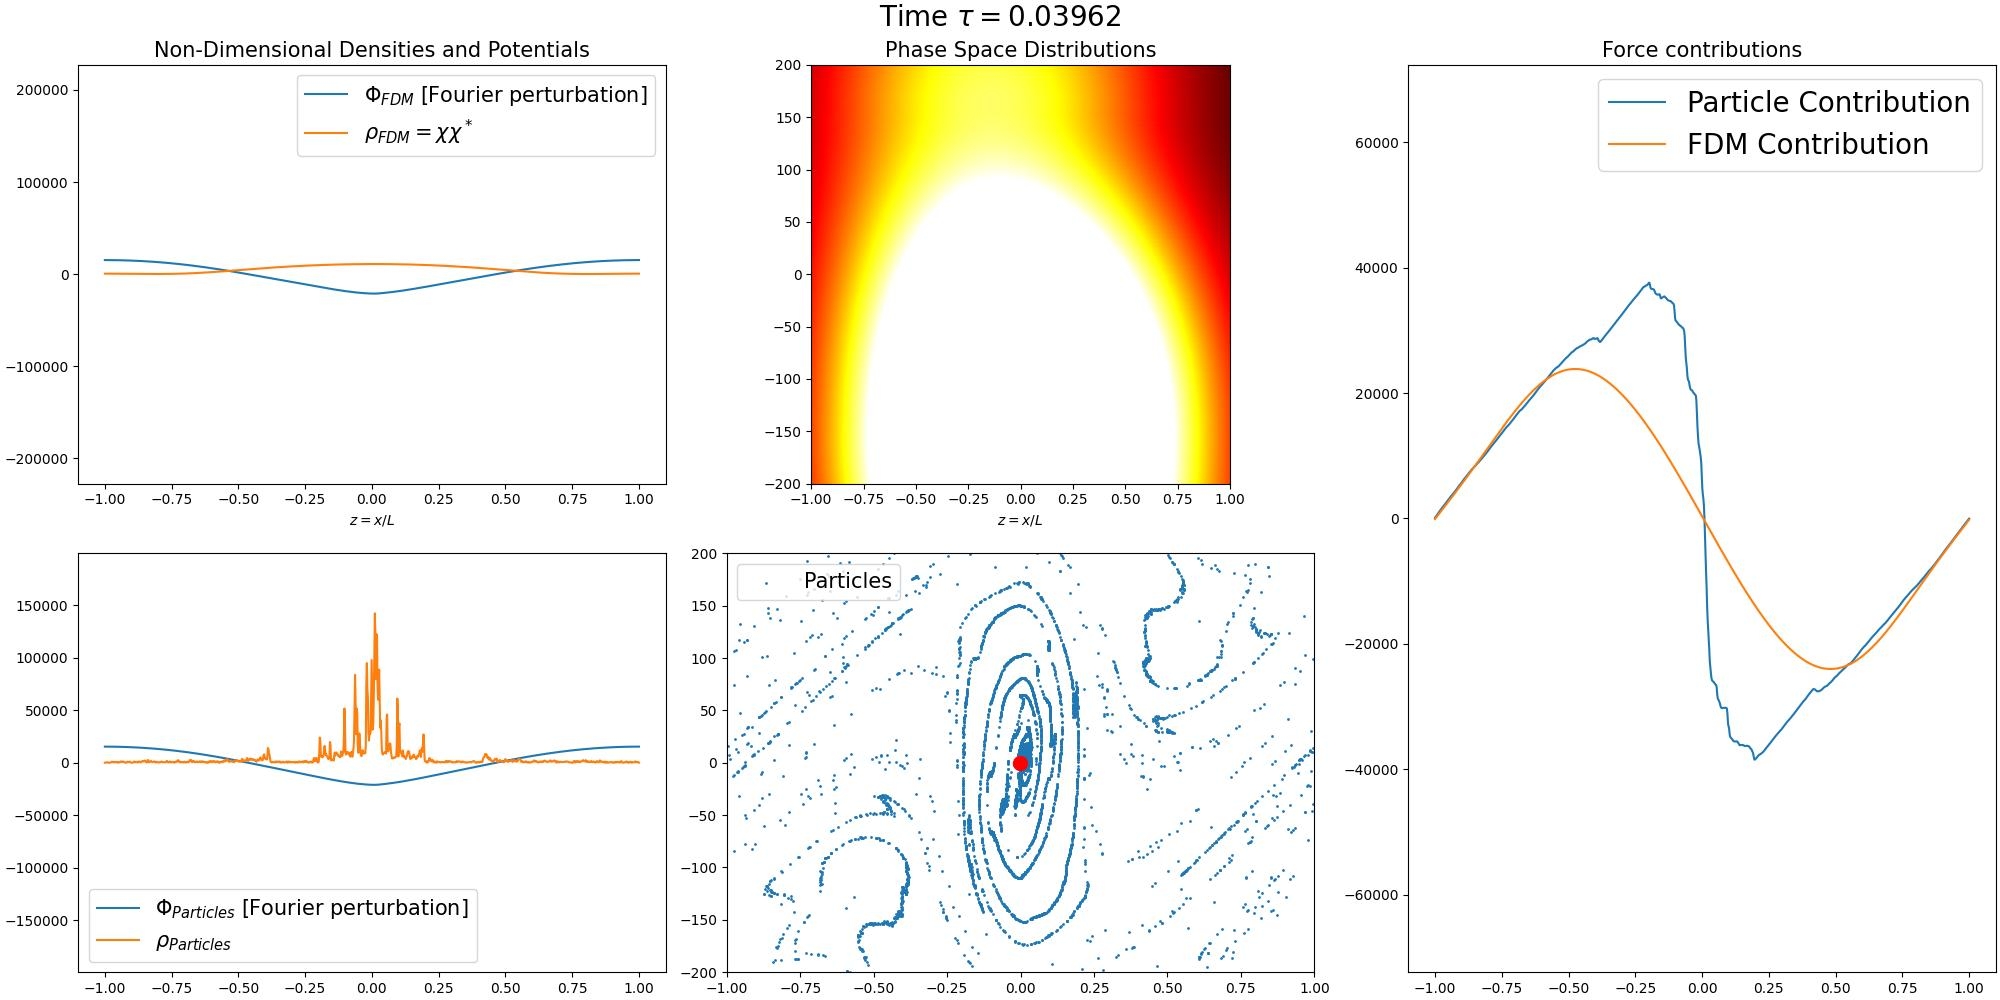 Time τ = 0.03962
Non-Dimensional Densities and Potentials
200000
100000
0
−100000
−200000
Φ_FDM [Fourier perturbation]
ρ_FDM = χχ*
−1.00 −0.75 −0.50 −0.25 0.00 0.25 0.50 0.75 1.00
z = x/L
Phase Space Distributions
200
150
100
50
0
−50
−100
−150
−200
−1.00 −0.75 −0.50 −0.25 0.00 0.25 0.50 0.75 1.00
z = x/L
Force contributions
Particle Contribution
FDM Contribution
60000
40000
20000
0
−20000
−40000
−60000
−1.00 −0.75 −0.50 −0.25 0.00 0.25 0.50 0.75 1.00
150000
100000
50000
0
−50000
−100000
−150000
Φ_Particles [Fourier perturbation]
ρ_Particles
−1.00 −0.75 −0.50 −0.25 0.00 0.25 0.50 0.75 1.00
Particles
200
150
100
50
0
−50
−100
−150
−200
−1.00 −0.75 −0.50 −0.25 0.00 0.25 0.50 0.75 1.00